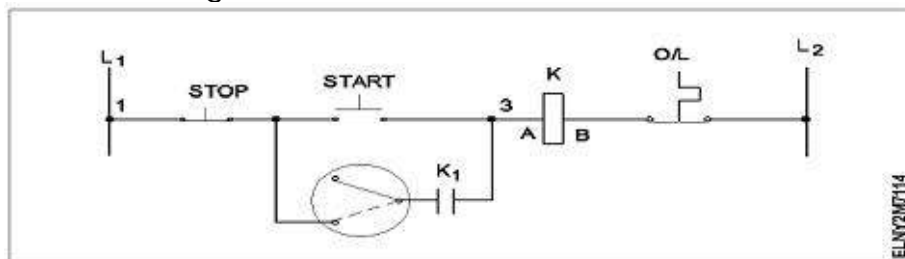 L1
1
STOP
START
3
K
A
B
O/L
L2
K1
ELNY2M7114